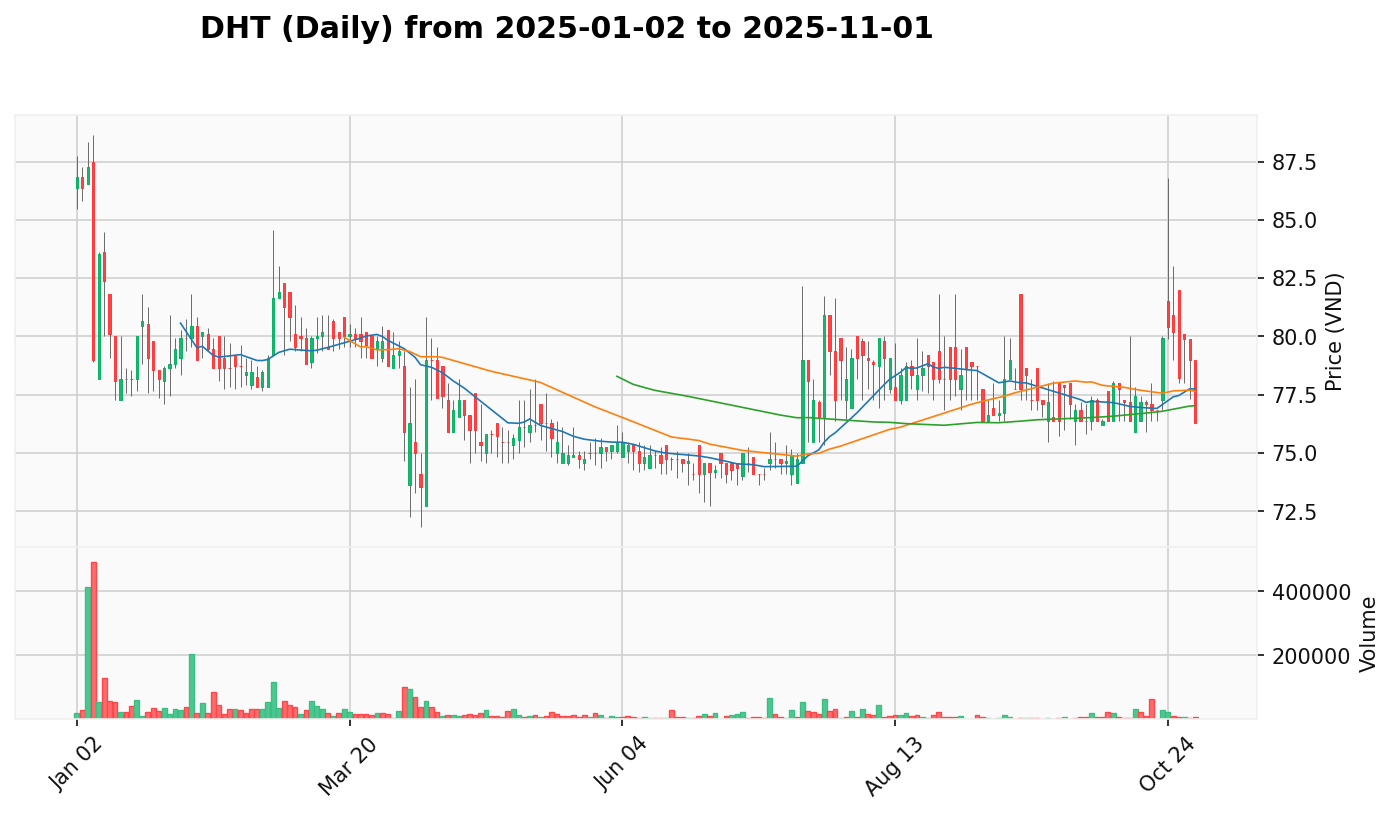 DHT (Daily) from 2025-01-02 to 2025-11-01
87.5
85.0
82.5
80.0
77.5
75.0
72.5
Price (VND)
400000
200000
Volume
Jan 02
Mar 20
Jun 04
Aug 13
Oct 24